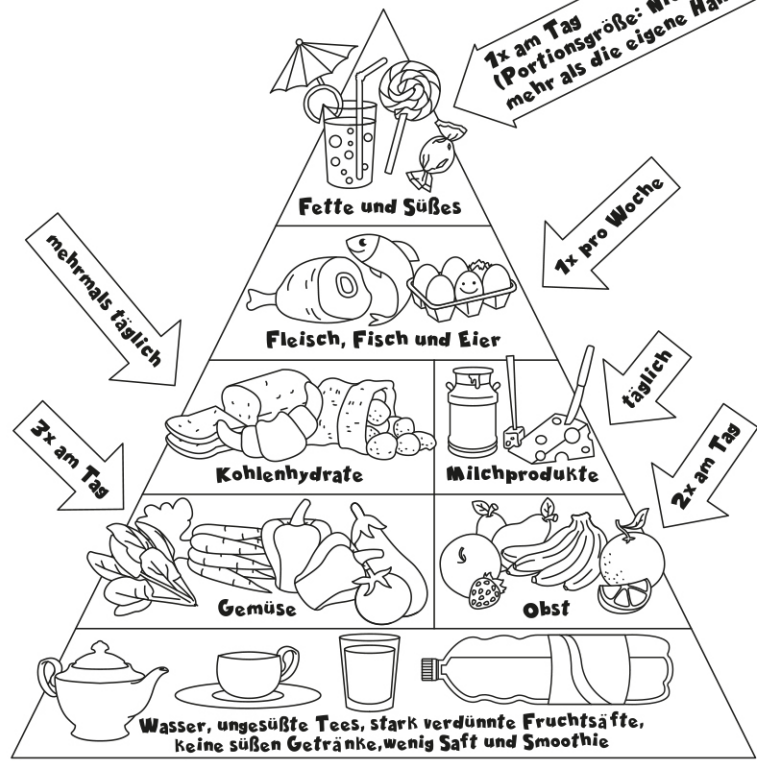 1x am Tag
(Portionsgröße:
mehr als die eigene
Fette und Süßes
1x pro Woche
mehrmals täglich
Fleisch, Fisch und Eier
täglich
Kohlenhydrate
Milchprodukte
3x am Tag
2x am Tag
Gemüse
Obst
Wasser, ungesüßte Tees, stark verdünnte Fruchtsäfte,
keine süßen Getränke,wenig Saft und Smoothie